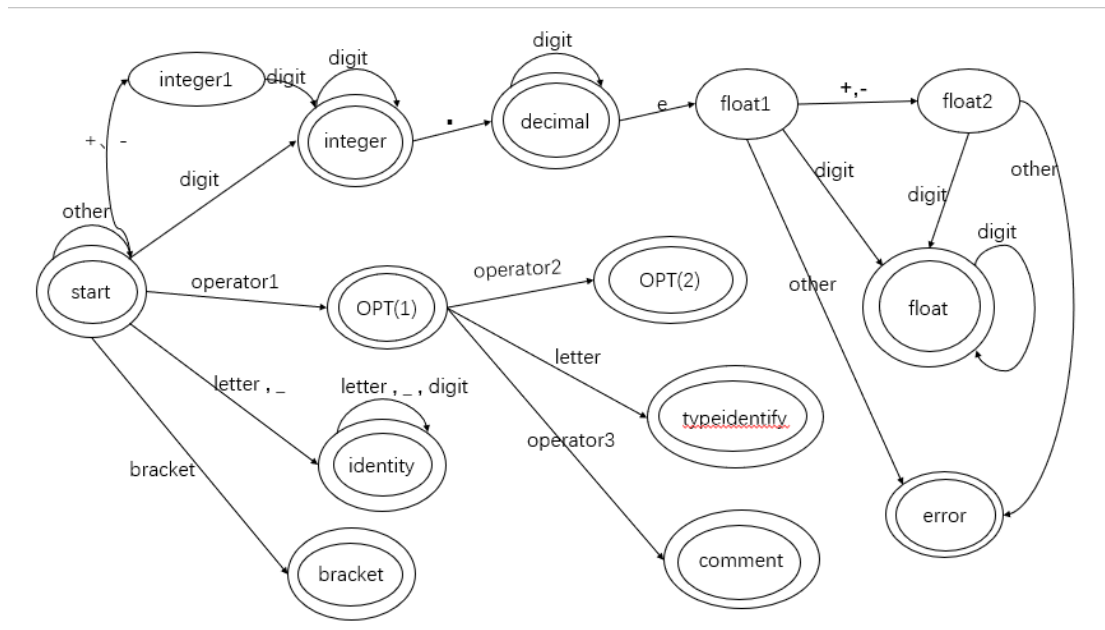 digit
digit
integer1
digit
integer
.
decimal
e
float1
+,-
float2
+、 -
digit
digit
digit
other
other
start
operator1
OPT(1)
operator2
OPT(2)
other
digit
float
letter , _
letter , _ , digit
letter
typeidentify
operator3
bracket
identity
error
bracket
comment